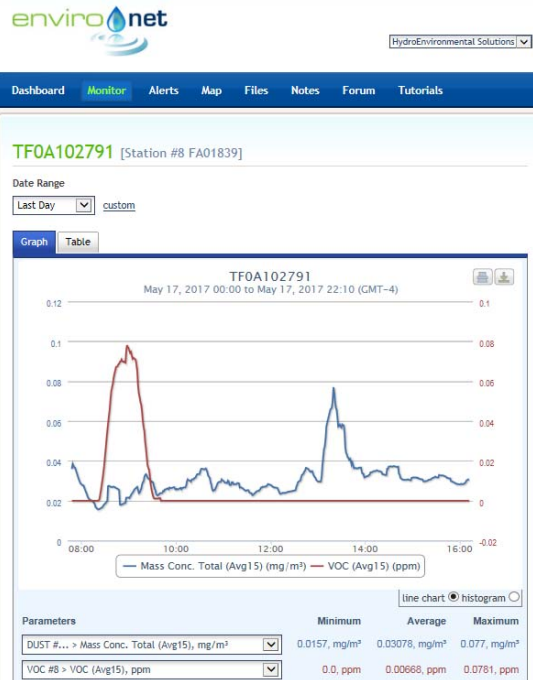 enviro net
HydroEnvironmental Solutions
Dashboard Monitor Alerts Map Files Notes Forum Tutorials
TF0A102791 [Station #8 FA01839]
Date Range
Last Day custom
Graph Table
TF0A102791
May 17, 2017 00:00 to May 17, 2017 22:10 (GMT-4)
0.12 0.1
0.1 0.08
0.08 0.06
0.06 0.04
0.04 0.02
0.02 0
0 -0.02
08:00 10:00 12:00 14:00 16:00
Mass Conc. Total (Avg15) (mg/m³) VOC (Avg15) (ppm)
line chart histogram
Parameters Minimum Average Maximum
DUST #... > Mass Conc. Total (Avg15), mg/m³ 0.0157, mg/m³ 0.03078, mg/m³ 0.077, mg/m³
VOC #8 > VOC (Avg15), ppm 0.0, ppm 0.00668, ppm 0.0781, ppm